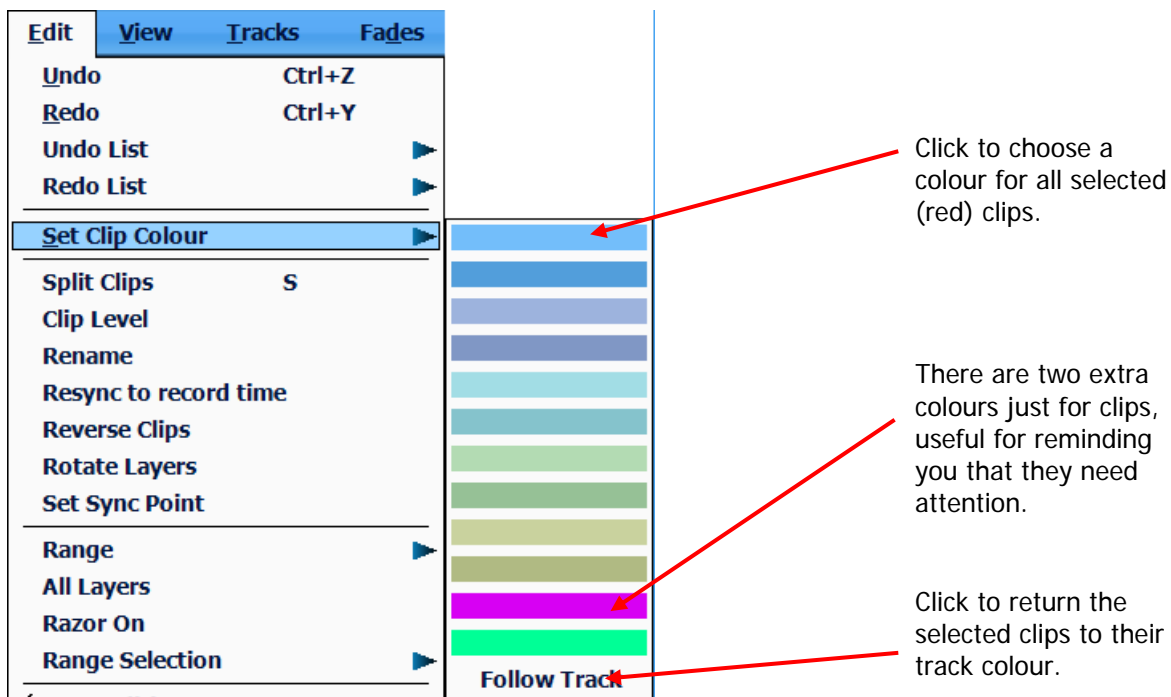 Edit View Tracks Fades
Undo Ctrl+Z
Redo Ctrl+Y
Undo List
Redo List
Set Clip Colour
Split Clips S
Clip Level
Rename
Resync to record time
Reverse Clips
Rotate Layers
Set Sync Point
Range
All Layers
Razor On
Range Selection
Follow Track
Click to choose a
colour for all selected
(red) clips.
There are two extra
colours just for clips,
useful for reminding
you that they need
attention.
Click to return the
selected clips to their
track colour.